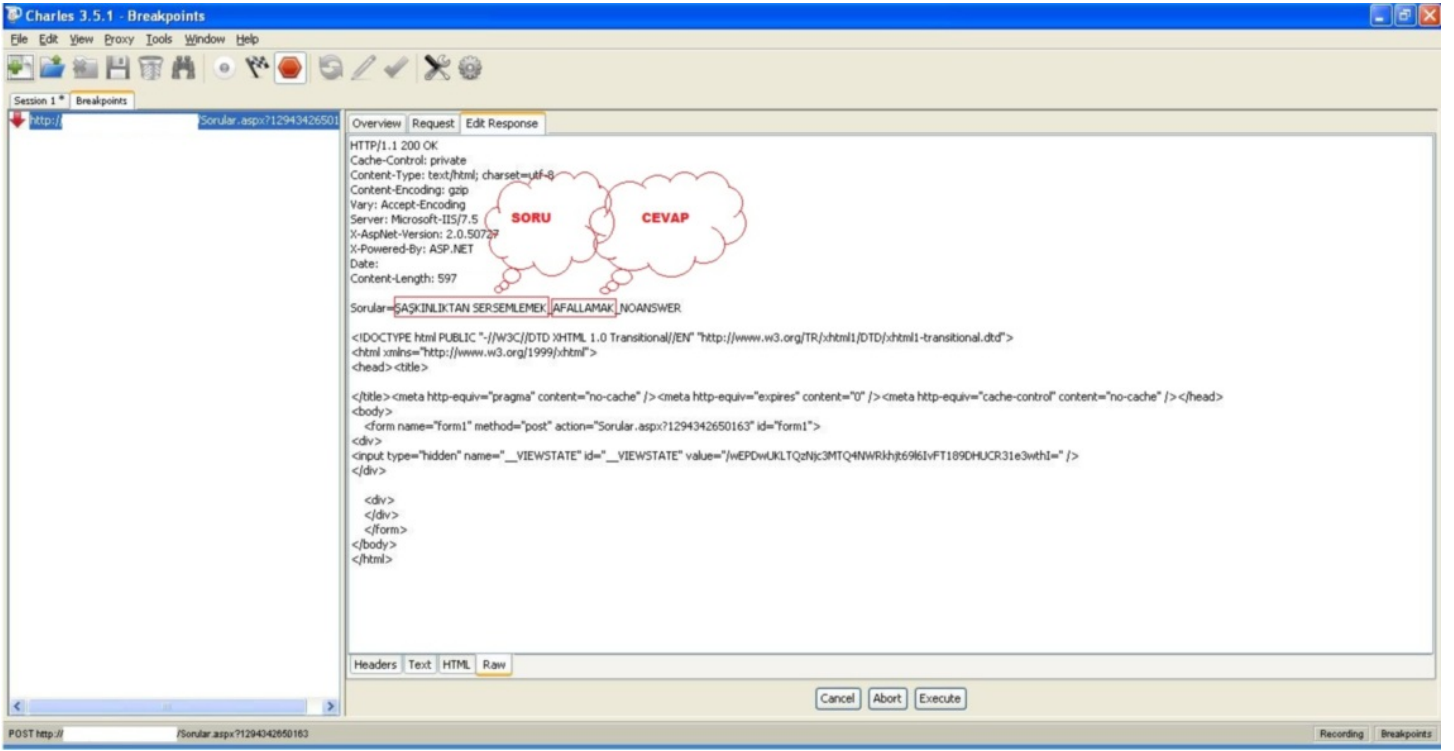 Charles 3.5.1 - Breakpoints
File Edit View Proxy Tools Window Help
Session 1 * Breakpoints
http:// /Sorular.aspx?12943426501
Overview Request Edit Response
HTTP/1.1 200 OK
Cache-Control: private
Content-Type: text/html; charset=utf-8
Content-Encoding: gzip
Vary: Accept-Encoding
Server: Microsoft-IIS/7.5
X-AspNet-Version: 2.0.50727
X-Powered-By: ASP.NET
Date:
Content-Length: 597
SORU
CEVAP
Sorular=ŞAŞKINLIKTAN SERSEMLEMEK_AFALLAMAK_NOANSWER
<!DOCTYPE html PUBLIC "-//W3C//DTD XHTML 1.0 Transitional//EN" "http://www.w3.org/TR/xhtml1/DTD/xhtml1-transitional.dtd">
<html xmlns="http://www.w3.org/1999/xhtml">
<head><title>
</title><meta http-equiv="pragma" content="no-cache" /><meta http-equiv="expires" content="0" /><meta http-equiv="cache-control" content="no-cache" /></head>
<body>
<form name="form1" method="post" action="Sorular.aspx?1294342650163" id="form1">
<div>
<input type="hidden" name="__VIEWSTATE" id="__VIEWSTATE" value="/wEPDwUKLTQzNjc3MTQ4NWRkhjt69l6IvFT189DHUCR31e3wthI=" />
</div>
<div>
</div>
</form>
</body>
</html>
Headers Text HTML Raw
Cancel Abort Execute
POST http:// /Sorular.aspx?1294342650163
Recording Breakpoints